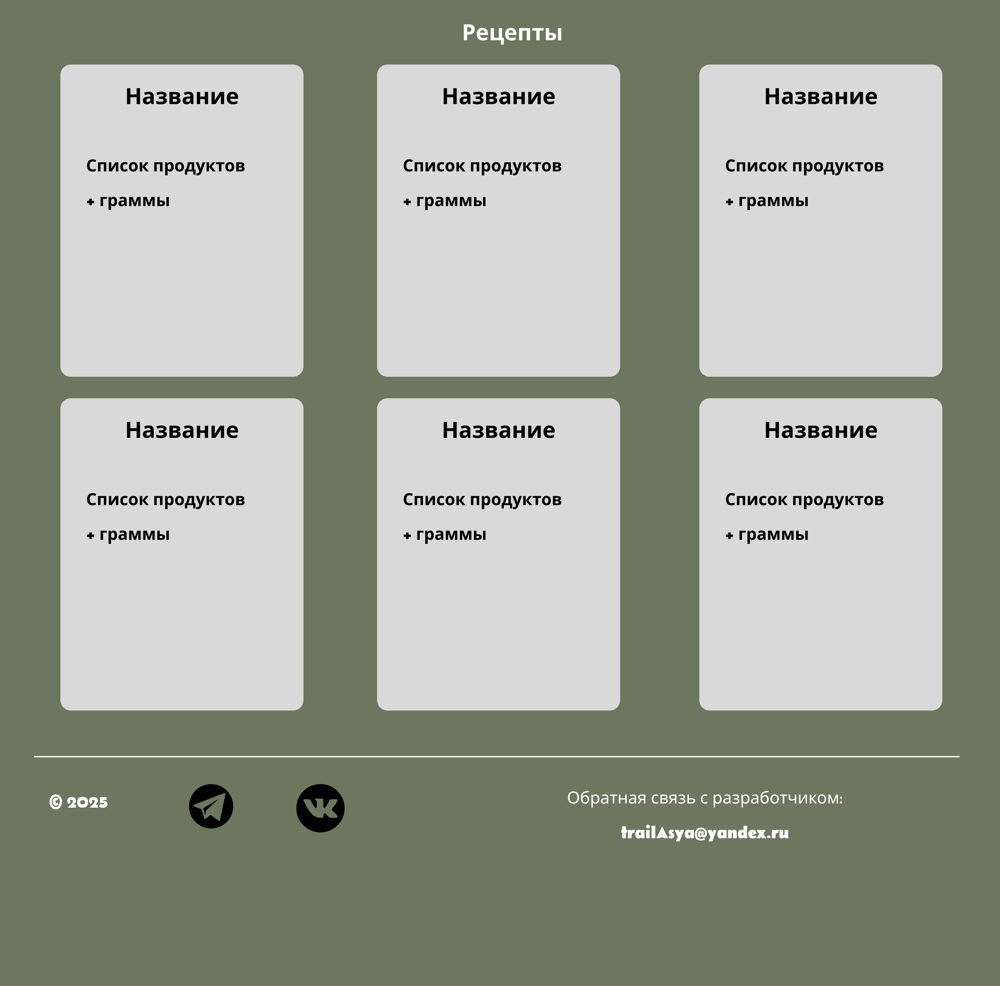 Рецепты
Название
Список продуктов
+ граммы
Название
Список продуктов
+ граммы
Название
Список продуктов
+ граммы
Название
Список продуктов
+ граммы
Название
Список продуктов
+ граммы
Название
Список продуктов
+ граммы
© 2025
Обратная связь с разработчиком:
trailAsya@yandex.ru